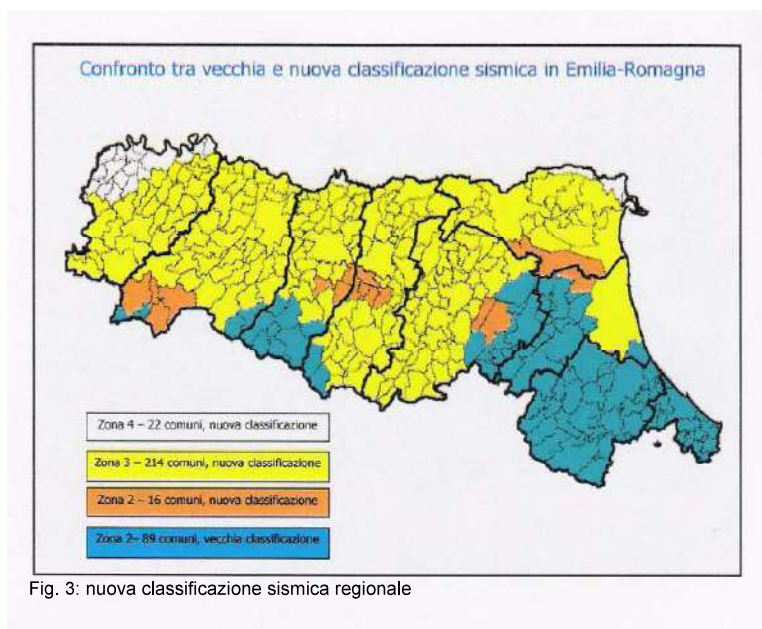 Confronto tra vecchia e nuova classificazione sismica in Emilia-Romagna
Zona 4 – 22 comuni, nuova classificazione
Zona 3 – 214 comuni, nuova classificazione
Zona 2 – 16 comuni, nuova classificazione
Zona 2– 89 comuni, vecchia classificazione
Fig. 3: nuova classificazione sismica regionale